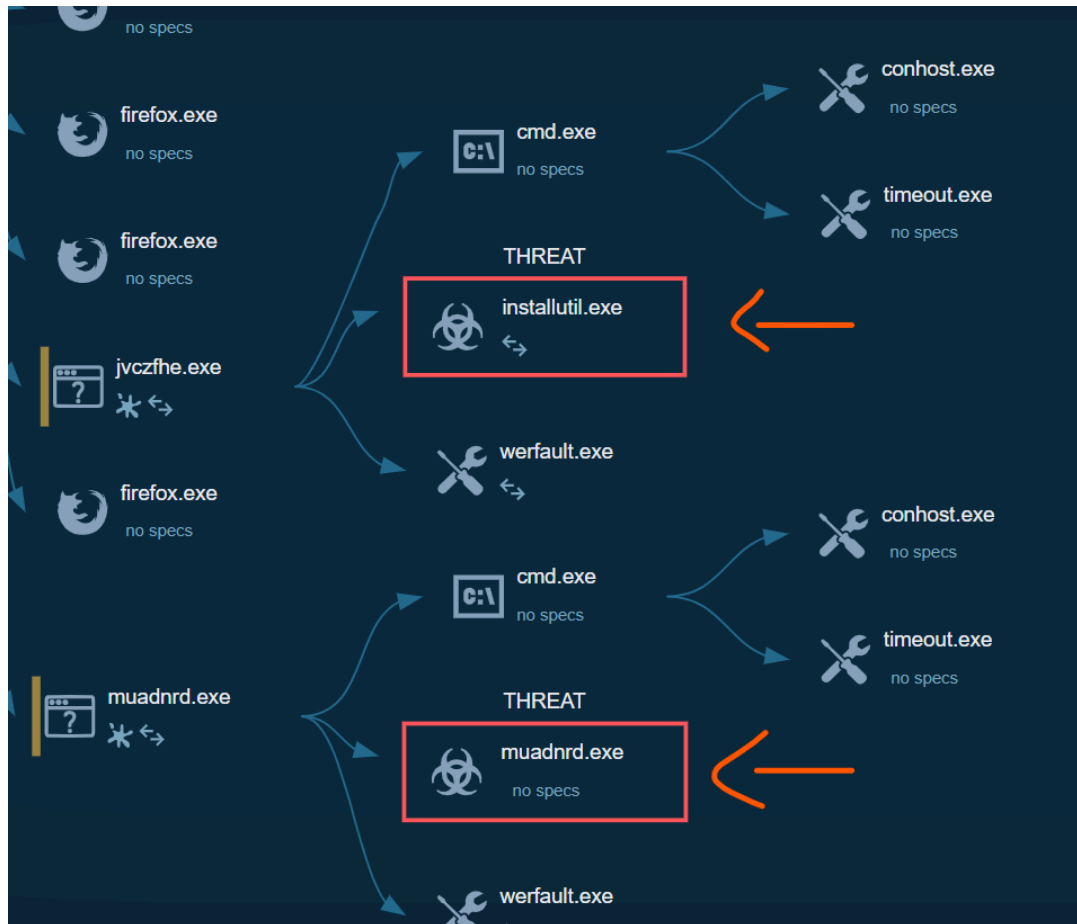 no specs
firefox.exe
no specs
firefox.exe
no specs
jvczfhe.exe
?
firefox.exe
no specs
muadnrd.exe
?
cmd.exe
C:\
no specs
THREAT
installutil.exe
werfault.exe
cmd.exe
C:\
no specs
THREAT
muadnrd.exe
no specs
werfault.exe
conhost.exe
no specs
timeout.exe
no specs
conhost.exe
no specs
timeout.exe
no specs